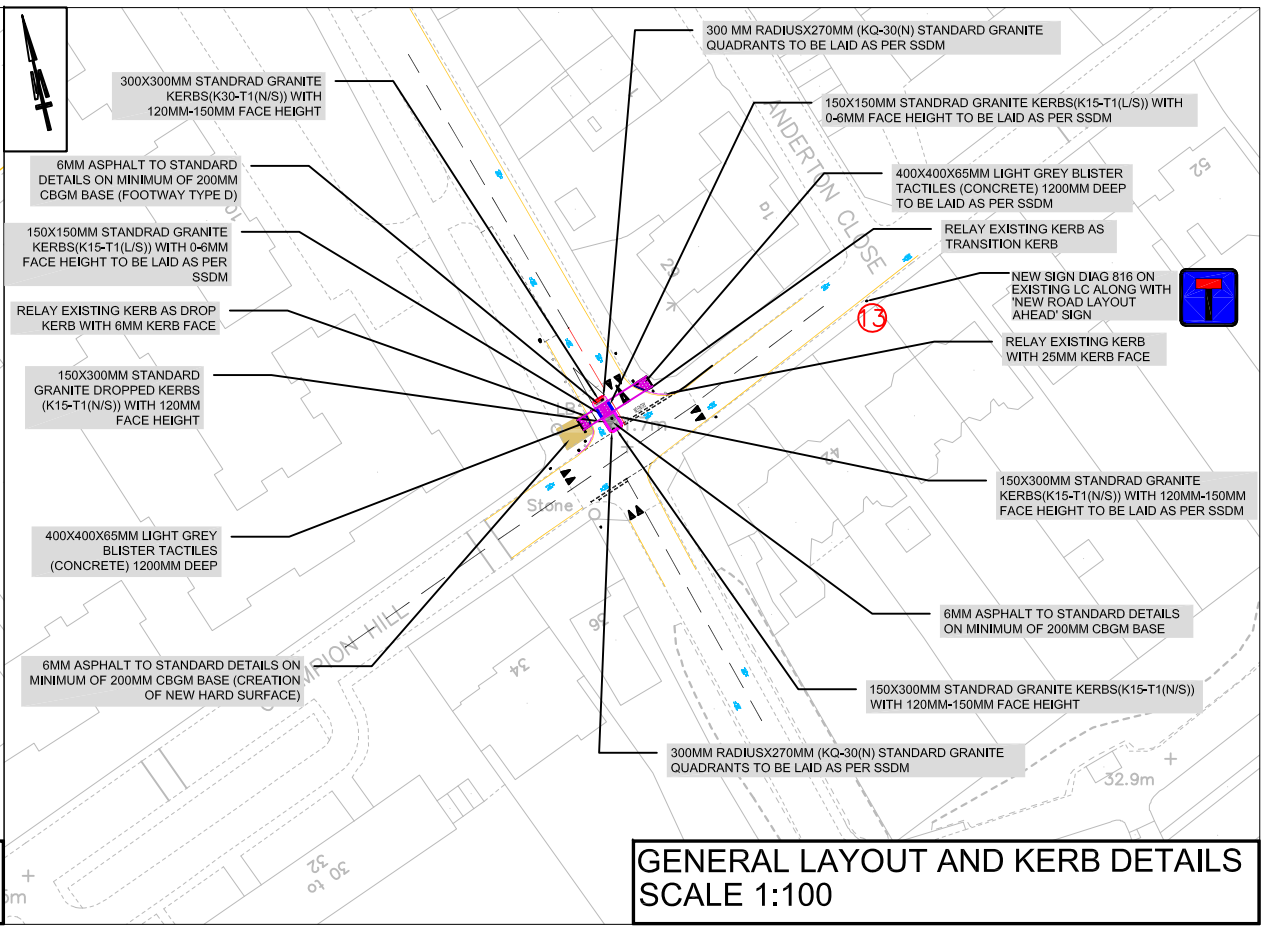 300 MM RADIUSX270MM (KQ-30(N) STANDARD GRANITE
QUADRANTS TO BE LAID AS PER SSDM
300X300MM STANDRAD GRANITE
KERBS(K30-T1(N/S)) WITH
120MM-150MM FACE HEIGHT
150X150MM STANDRAD GRANITE KERBS(K15-T1(L/S)) WITH
0-6MM FACE HEIGHT TO BE LAID AS PER SSDM
6MM ASPHALT TO STANDARD
DETAILS ON MINIMUM OF 200MM
CBGM BASE (FOOTWAY TYPE D)
400X400X65MM LIGHT GREY BLISTER
TACTILES (CONCRETE) 1200MM DEEP
TO BE LAID AS PER SSDM
150X150MM STANDRAD GRANITE
KERBS(K15-T1(L/S)) WITH 0-6MM
FACE HEIGHT TO BE LAID AS PER
SSDM
RELAY EXISTING KERB AS
TRANSITION KERB
NEW SIGN DIAG 816 ON
EXISTING LC ALONG WITH
'NEW ROAD LAYOUT
AHEAD' SIGN
13
RELAY EXISTING KERB AS DROP
KERB WITH 6MM KERB FACE
RELAY EXISTING KERB
WITH 25MM KERB FACE
150X300MM STANDARD
GRANITE DROPPED KERBS
(K15-T1(N/S)) WITH 120MM
FACE HEIGHT
150X300MM STANDRAD GRANITE
KERBS(K15-T1(N/S)) WITH 120MM-150MM
FACE HEIGHT TO BE LAID AS PER SSDM
400X400X65MM LIGHT GREY
BLISTER TACTILES
(CONCRETE) 1200MM DEEP
6MM ASPHALT TO STANDARD DETAILS
ON MINIMUM OF 200MM CBGM BASE
6MM ASPHALT TO STANDARD DETAILS ON
MINIMUM OF 200MM CBGM BASE (CREATION
OF NEW HARD SURFACE)
150X300MM STANDRAD GRANITE KERBS(K15-T1(N/S))
WITH 120MM-150MM FACE HEIGHT
300MM RADIUSX270MM (KQ-30(N) STANDARD GRANITE
QUADRANTS TO BE LAID AS PER SSDM
ANDERTON CLOSE
52
16
29
42
Stone
36
34
HILL
30 to
32
32.9m
GENERAL LAYOUT AND KERB DETAILS
SCALE 1:100